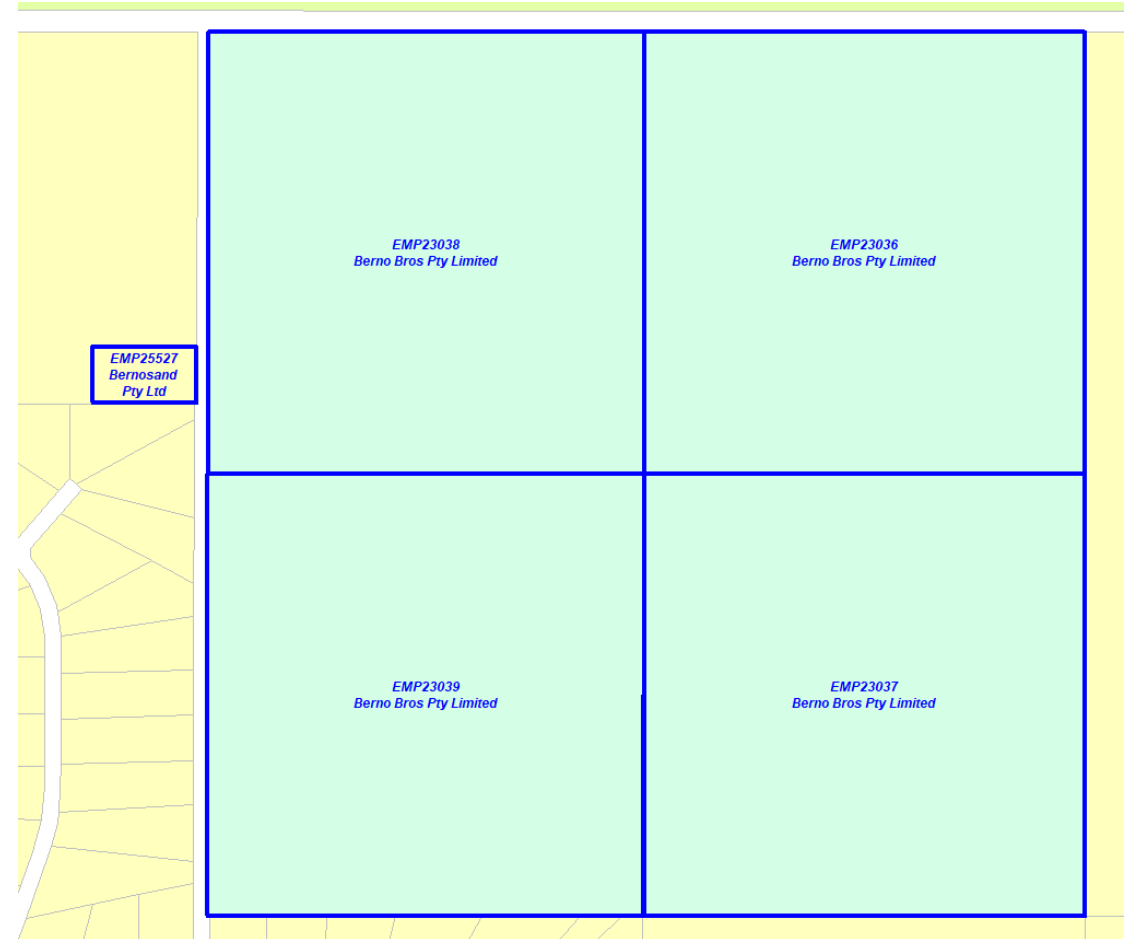 EMP23038
Berno Bros Pty Limited
EMP23036
Berno Bros Pty Limited
EMP25527
Bernosand
Pty Ltd
EMP23039
Berno Bros Pty Limited
EMP23037
Berno Bros Pty Limited